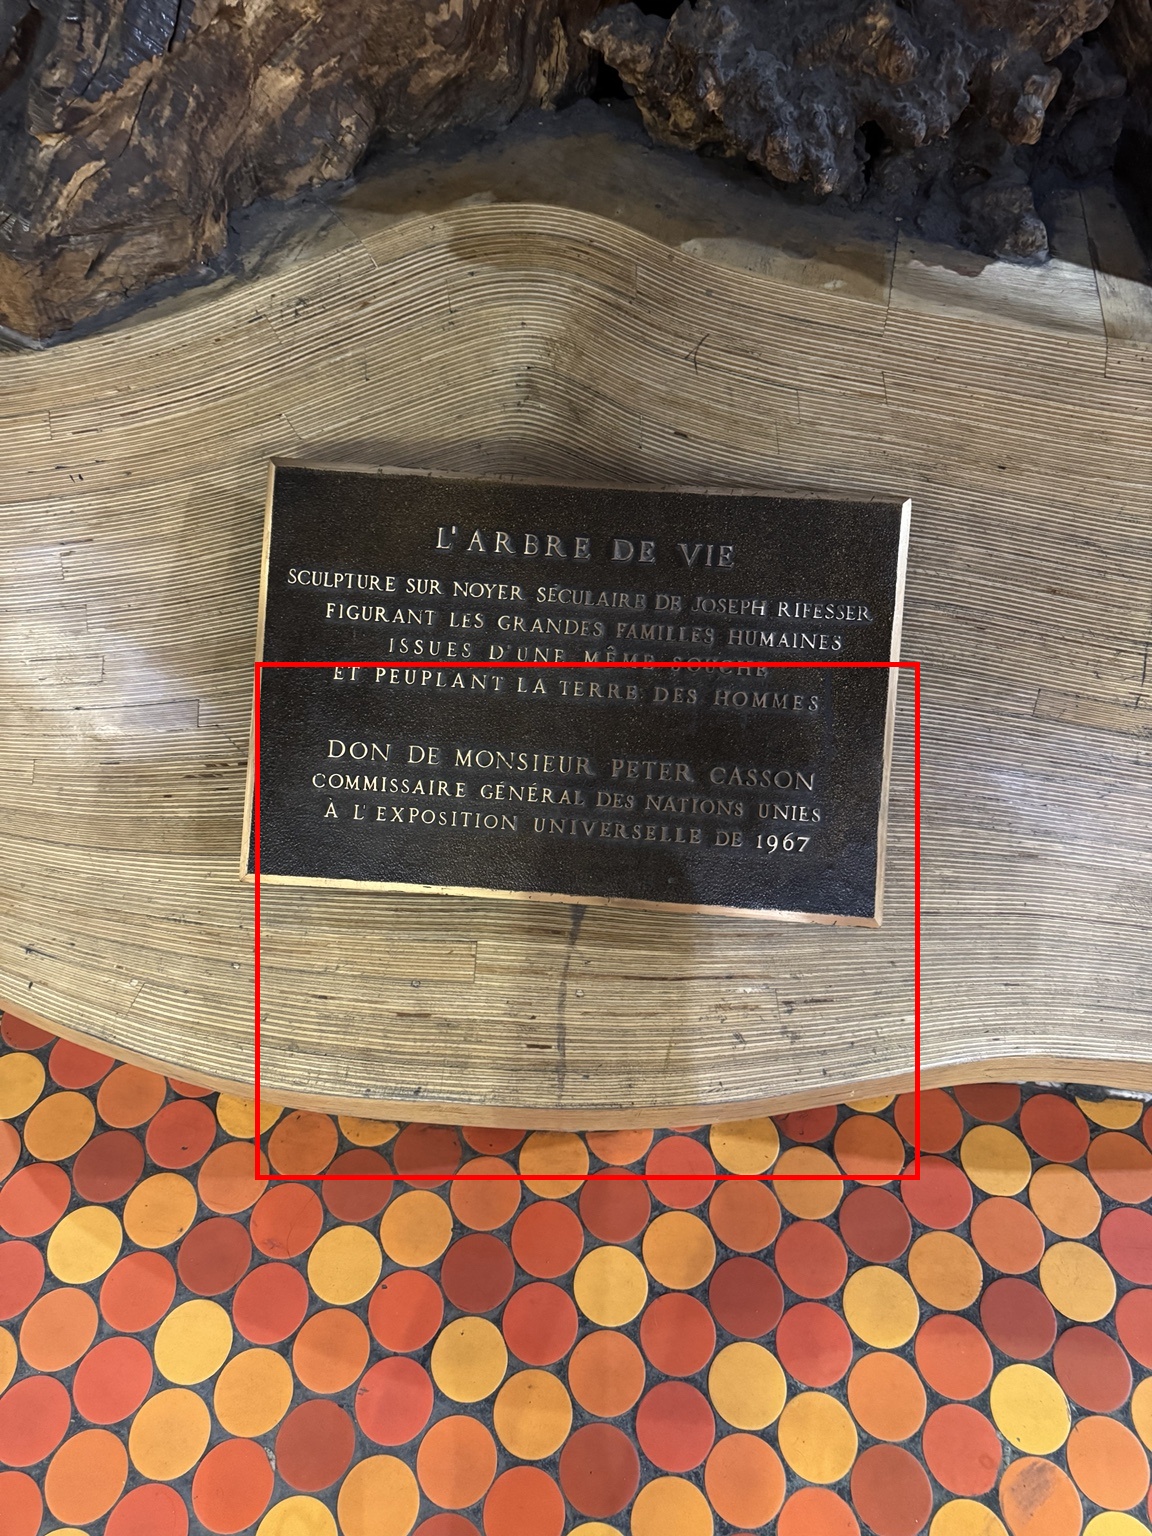 L'ARBRE DE VIE
SCULPTURE SUR NOYER SÉCULAIRE DE JOSEPH RIFESSER
FIGURANT LES GRANDES FAMILLES HUMAINES
ISSUES D'UNE MÊME SOUCHE
ET PEUPLANT LA TERRE DES HOMMES
DON DE MONSIEUR PETER CASSON
COMMISSAIRE GÉNÉRAL DES NATIONS UNIES
À L'EXPOSITION UNIVERSELLE DE 1967